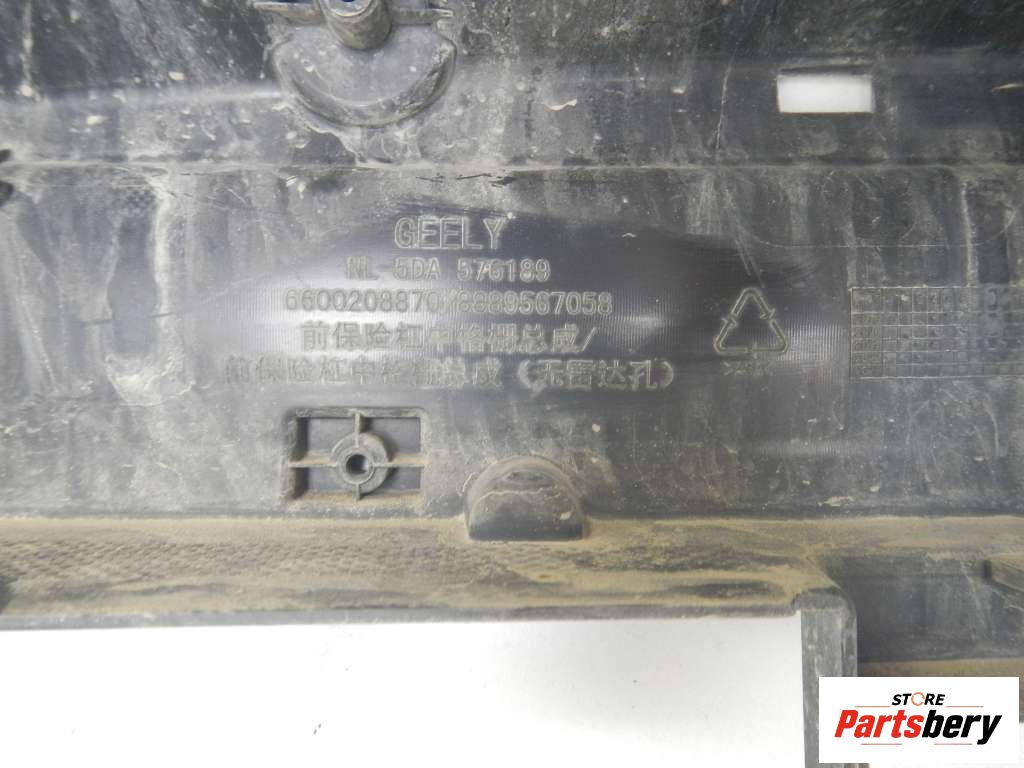 GEELY
NL-5DA 576189
6600208870/8889567058
前保险杠中格栅总成/
前保险杠中格栅总成（无雷达孔）
STORE
Partsbery